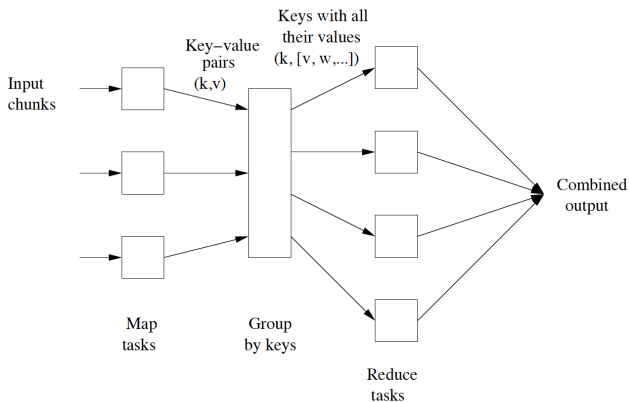 Keys with all
their values
(k, [v, w,...])
Key−value
pairs
(k,v)
Input
chunks
Combined
output
Map
tasks
Group
by keys
Reduce
tasks